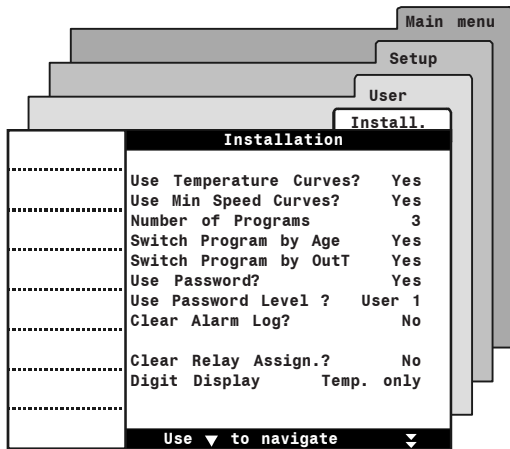 Main menu
Setup
User
Install.
Installation
Use Temperature Curves? Yes
Use Min Speed Curves? Yes
Number of Programs 3
Switch Program by Age Yes
Switch Program by OutT Yes
Use Password? Yes
Use Password Level ? User 1
Clear Alarm Log? No
Clear Relay Assign.? No
Digit Display Temp. only
Use ▼ to navigate